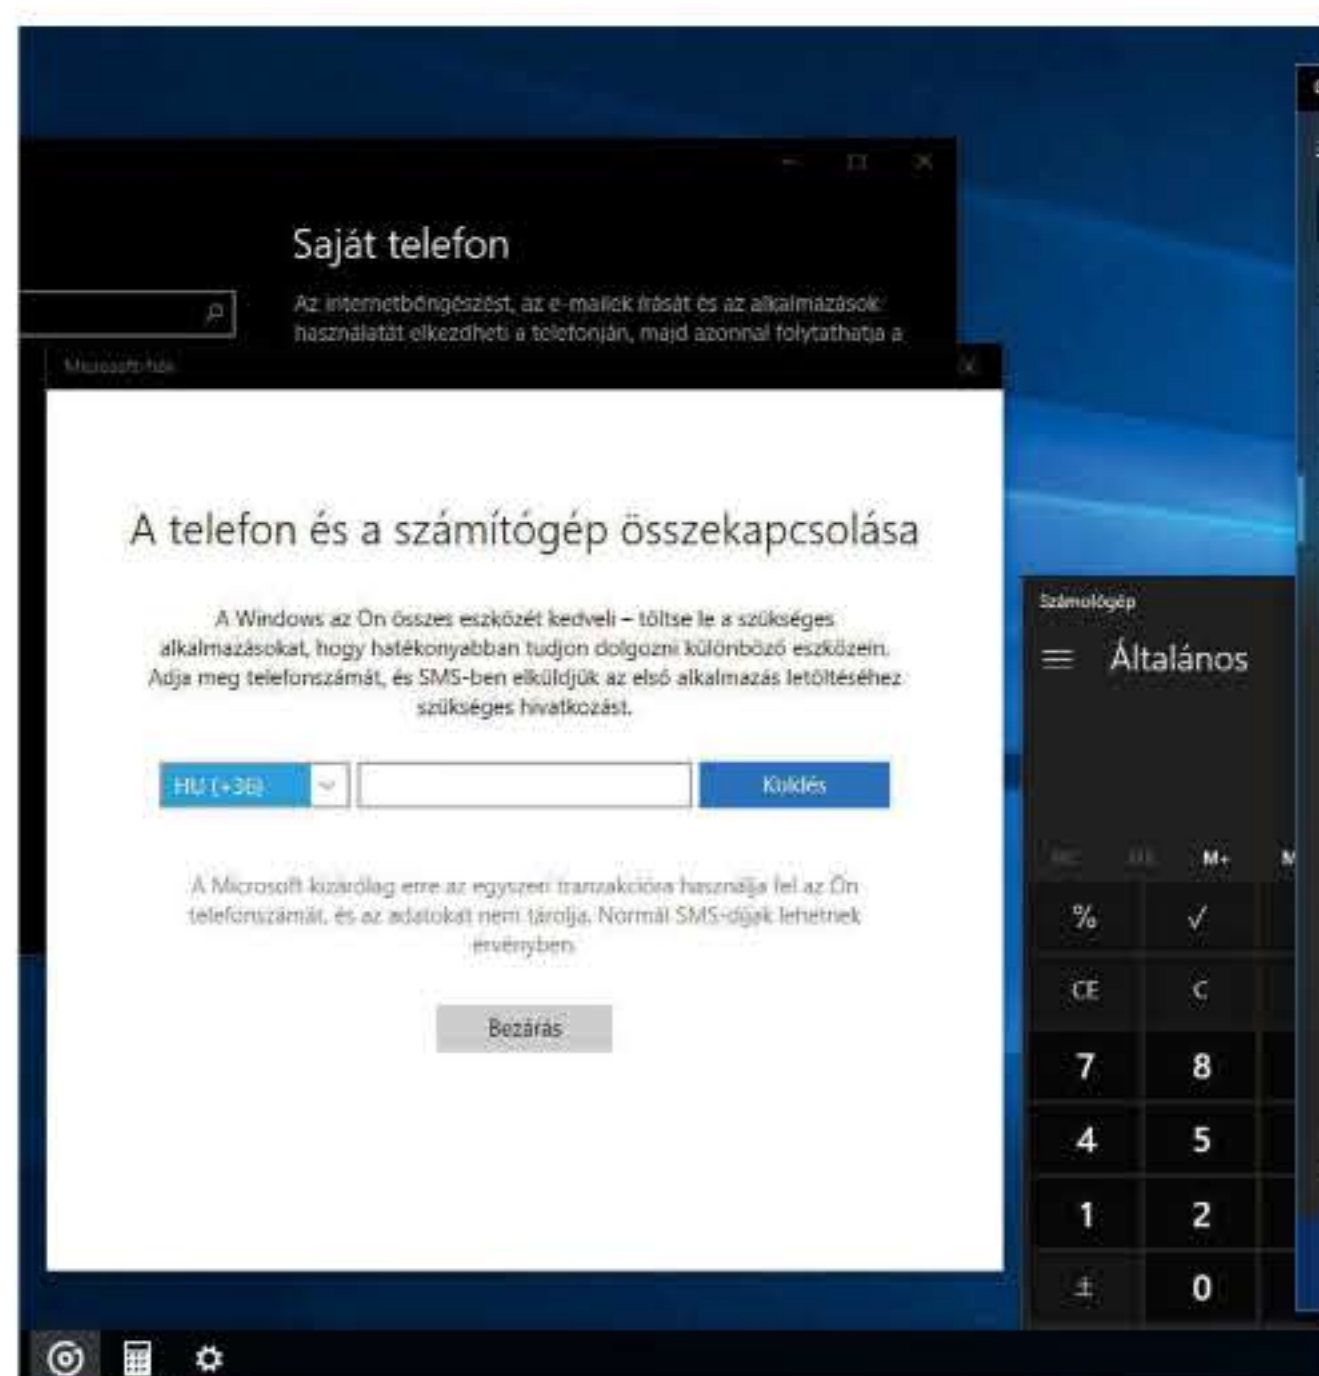 Saját telefon
Az internetböngészést, az e-mailek írását és az alkalmazások
használatát elkezdheti a telefonján, majd azonnal folytathatja a
Microsoft-fiók
A telefon és a számítógép összekapcsolása
A Windows az Ön összes eszközét kedveli – töltse le a szükséges
alkalmazásokat, hogy hatékonyabban tudjon dolgozni különböző eszközein.
Adja meg telefonszámát, és SMS-ben elküldjük az első alkalmazás letöltéséhez
szükséges hivatkozást.
HU (+36)
Küldés
A Microsoft kizárólag erre az egyszeri tranzakcióra használja fel az Ön
telefonszámát, és az adatokat nem tárolja. Normál SMS-díjak lehetnek
érvényben.
Bezárás
Számológép
Általános
MC MR M+ M
% √
CE C
7 8
4 5
1 2
± 0